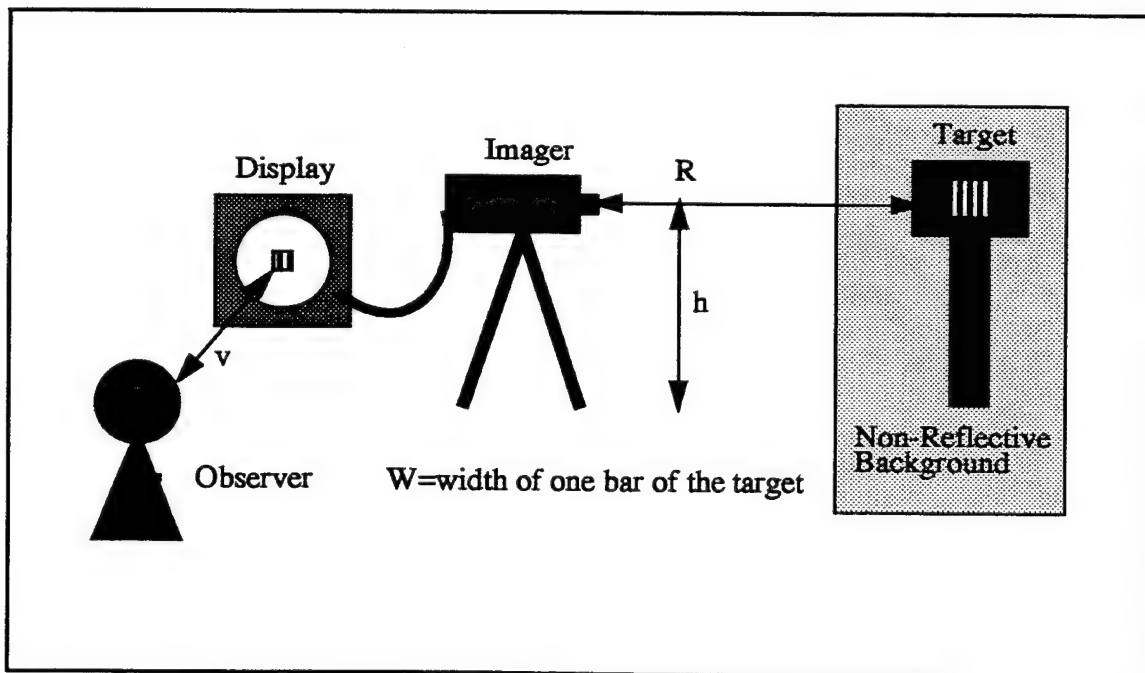 Target
Imager
Display
R
h
v
Observer
W=width of one bar of the target
Non-Reflective
Background